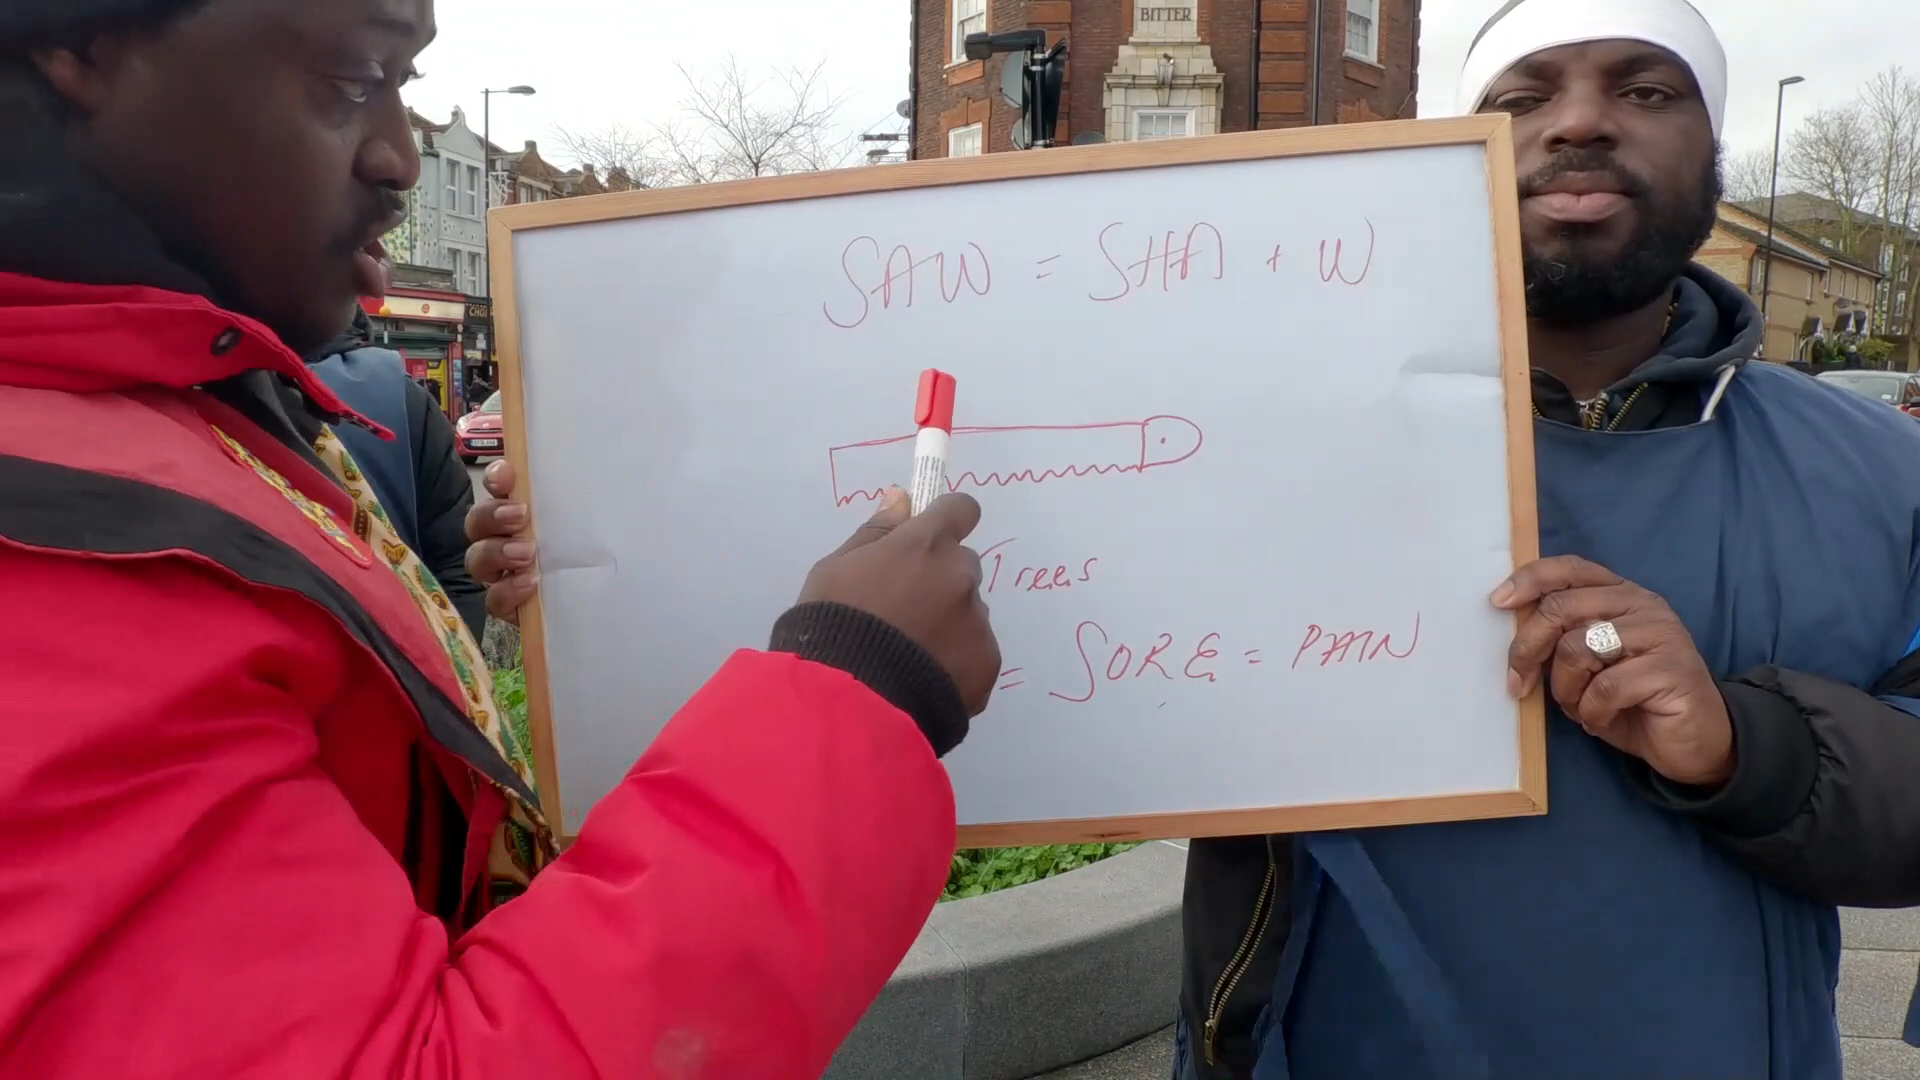 BITTER
SAW = SHA + W
Trees
= SORE = PAIN